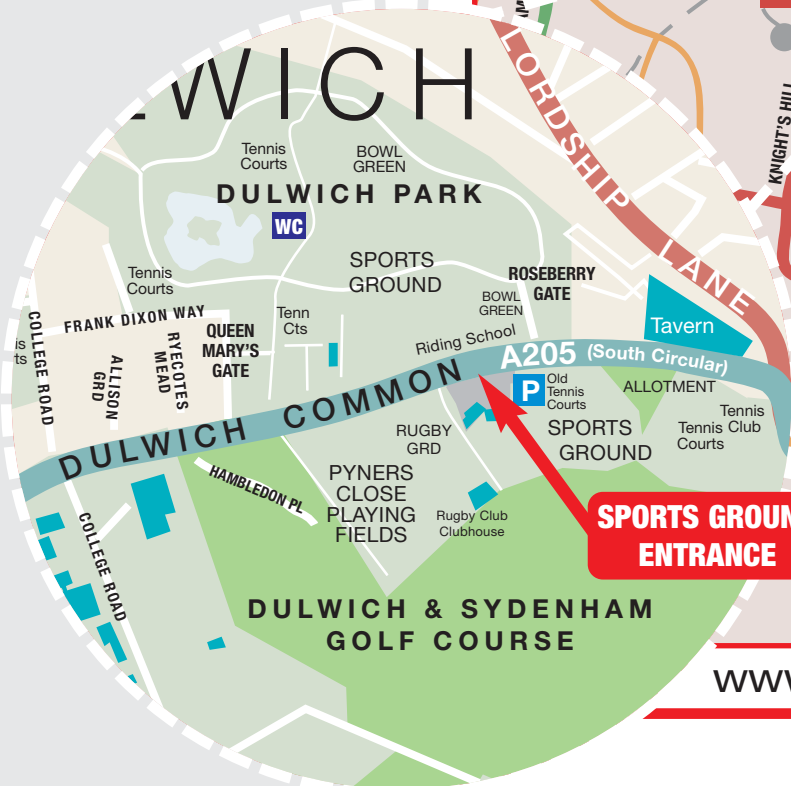 WICH
LORDSHIP LANE
KNIGHT'S HILL
Tennis
Courts
BOWL
GREEN
DULWICH PARK
WC
SPORTS
GROUND
Tennis
Courts
ROSEBERRY
GATE
BOWL
GREEN
FRANK DIXON WAY
Tenn
Cts
QUEEN
MARY'S
GATE
COLLEGE ROAD
ALLISON
GRD
RYECOTES
MEAD
Riding School
Tavern
A205 (South Circular)
DULWICH COMMON
P
Old
Tennis
Courts
ALLOTMENT
Tennis
Tennis Club
Courts
RUGBY
GRD
SPORTS
GROUND
HAMBLEDON PL
PYNERS
CLOSE
PLAYING
FIELDS
Rugby Club
Clubhouse
SPORTS GROUN
ENTRANCE
COLLEGE ROAD
DULWICH & SYDENHAM
GOLF COURSE
www